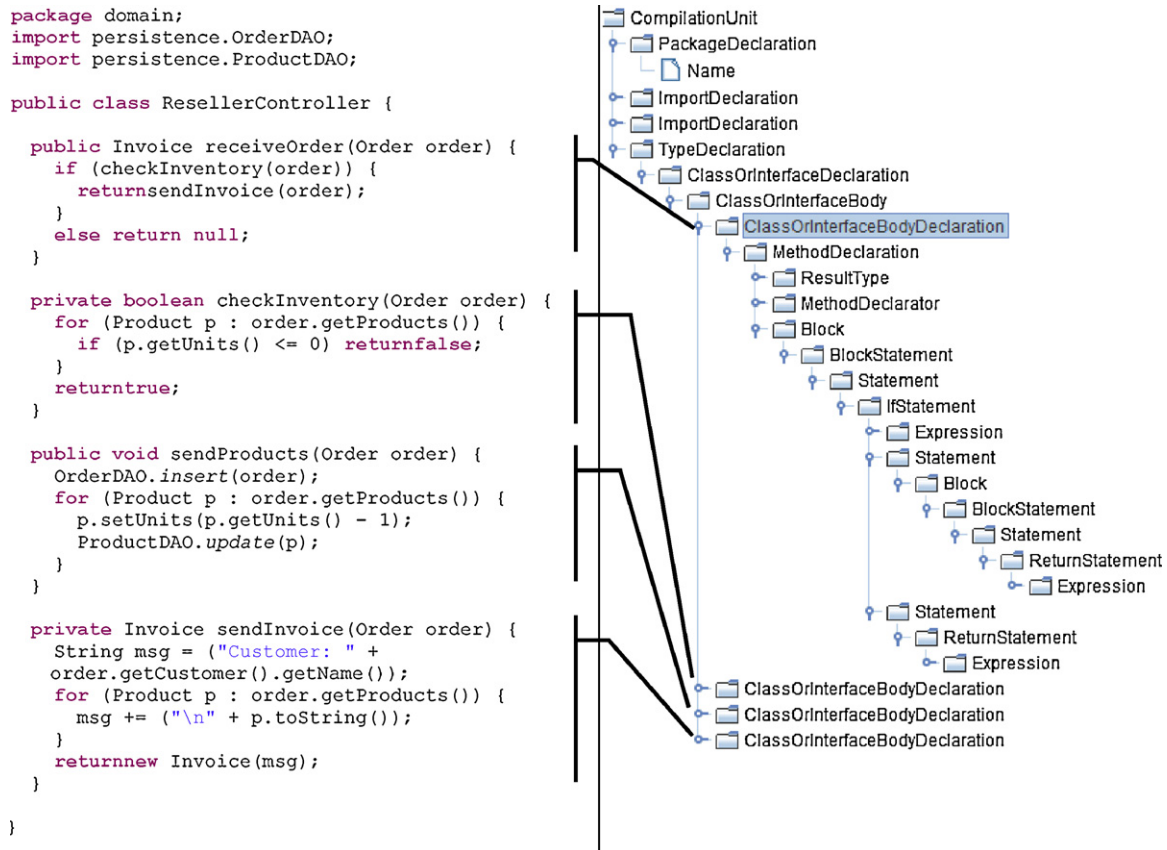 package domain;
import persistence.OrderDAO;
import persistence.ProductDAO;
public class ResellerController {
public Invoice receiveOrder(Order order) {
if (checkInventory(order)) {
returnsendInvoice(order);
}
else return null;
}
private boolean checkInventory(Order order) {
for (Product p : order.getProducts()) {
if (p.getUnits() <= 0) returnfalse;
}
returntrue;
}
public void sendProducts(Order order) {
OrderDAO.insert(order);
for (Product p : order.getProducts()) {
p.setUnits(p.getUnits() - 1);
ProductDAO.update(p);
}
}
private Invoice sendInvoice(Order order) {
String msg = ("Customer: " +
order.getCustomer().getName());
for (Product p : order.getProducts()) {
msg += ("\n" + p.toString());
}
returnnew Invoice(msg);
}
}
CompilationUnit
PackageDeclaration
Name
ImportDeclaration
ImportDeclaration
TypeDeclaration
ClassOrInterfaceDeclaration
ClassOrInterfaceBody
ClassOrInterfaceBodyDeclaration
MethodDeclaration
ResultType
MethodDeclarator
Block
BlockStatement
Statement
IfStatement
Expression
Statement
Block
BlockStatement
Statement
ReturnStatement
Expression
Statement
ReturnStatement
Expression
ClassOrInterfaceBodyDeclaration
ClassOrInterfaceBodyDeclaration
ClassOrInterfaceBodyDeclaration